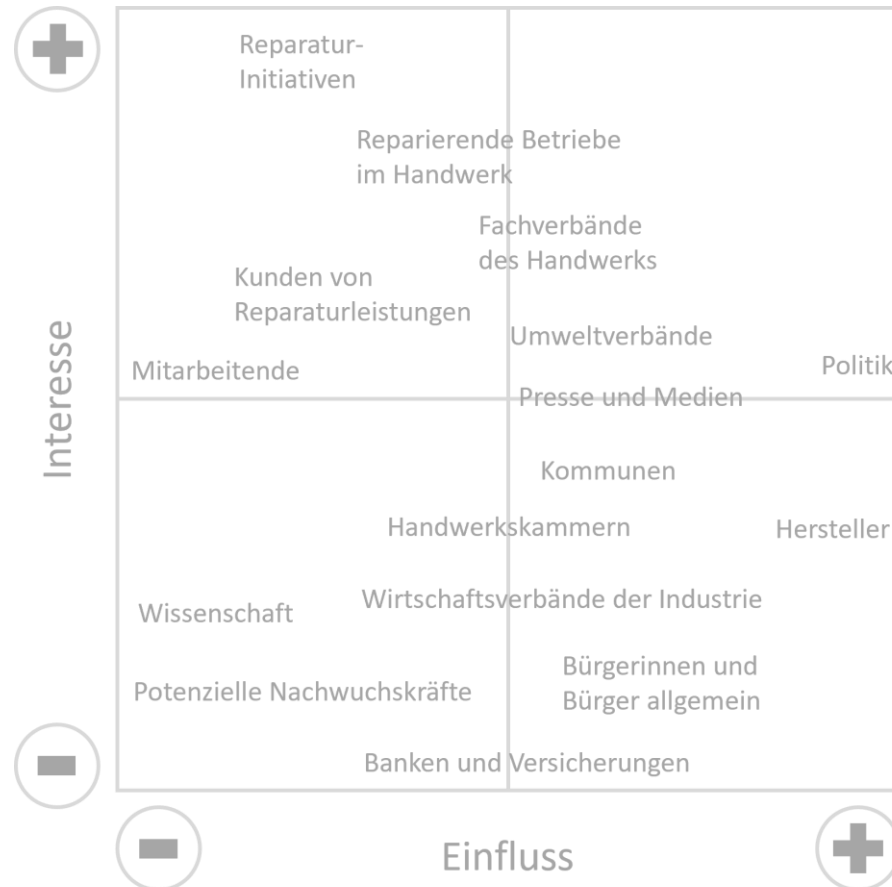 Reparatur-
Initiativen
Reparierende Betriebe
im Handwerk
Fachverbände
des Handwerks
Kunden von
Reparaturleistungen
Umweltverbände
Mitarbeitende
Politik
Presse und Medien
Interesse
Kommunen
Handwerkskammern
Hersteller
Wirtschaftsverbände der Industrie
Wissenschaft
Bürgerinnen und
Bürger allgemein
Potenzielle Nachwuchskräfte
Banken und Versicherungen
Einfluss